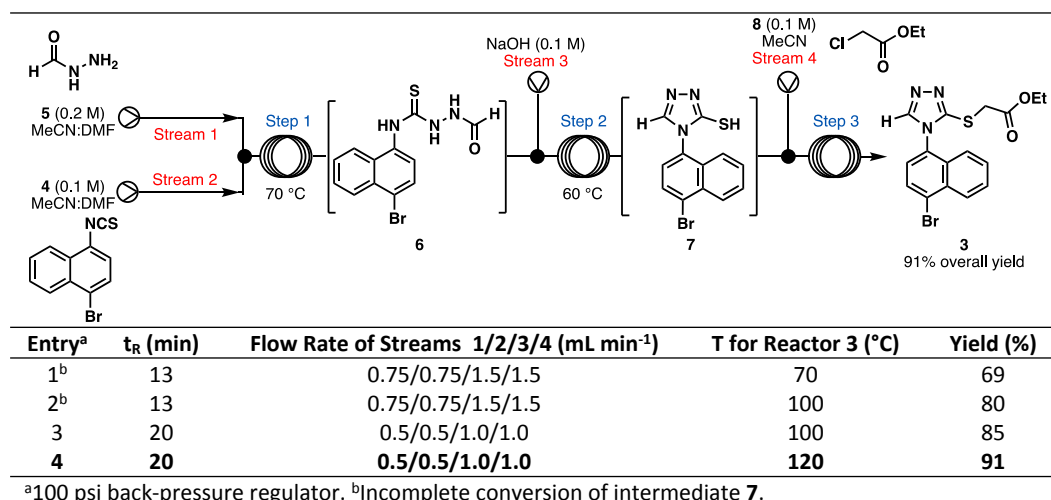 O
H N H NH2
5 (0.2 M)
MeCN:DMF
Stream 1
4 (0.1 M)
MeCN:DMF
Stream 2
NCS
Br
Step 1
70 °C
S
HN N H H N O H
Br
6
NaOH (0.1 M)
Stream 3
Step 2
60 °C
N N
H N SH
Br
7
8 (0.1 M)
MeCN
Stream 4
Cl OEt O
Step 3
N N OEt
H N S O
Br
3
91% overall yield
Entryᵃ tR (min) Flow Rate of Streams 1/2/3/4 (mL min⁻¹) T for Reactor 3 (°C) Yield (%)
1ᵇ 13 0.75/0.75/1.5/1.5 70 69
2ᵇ 13 0.75/0.75/1.5/1.5 100 80
3 20 0.5/0.5/1.0/1.0 100 85
4 20 0.5/0.5/1.0/1.0 120 91
ᵃ100 psi back-pressure regulator. ᵇIncomplete conversion of intermediate 7.